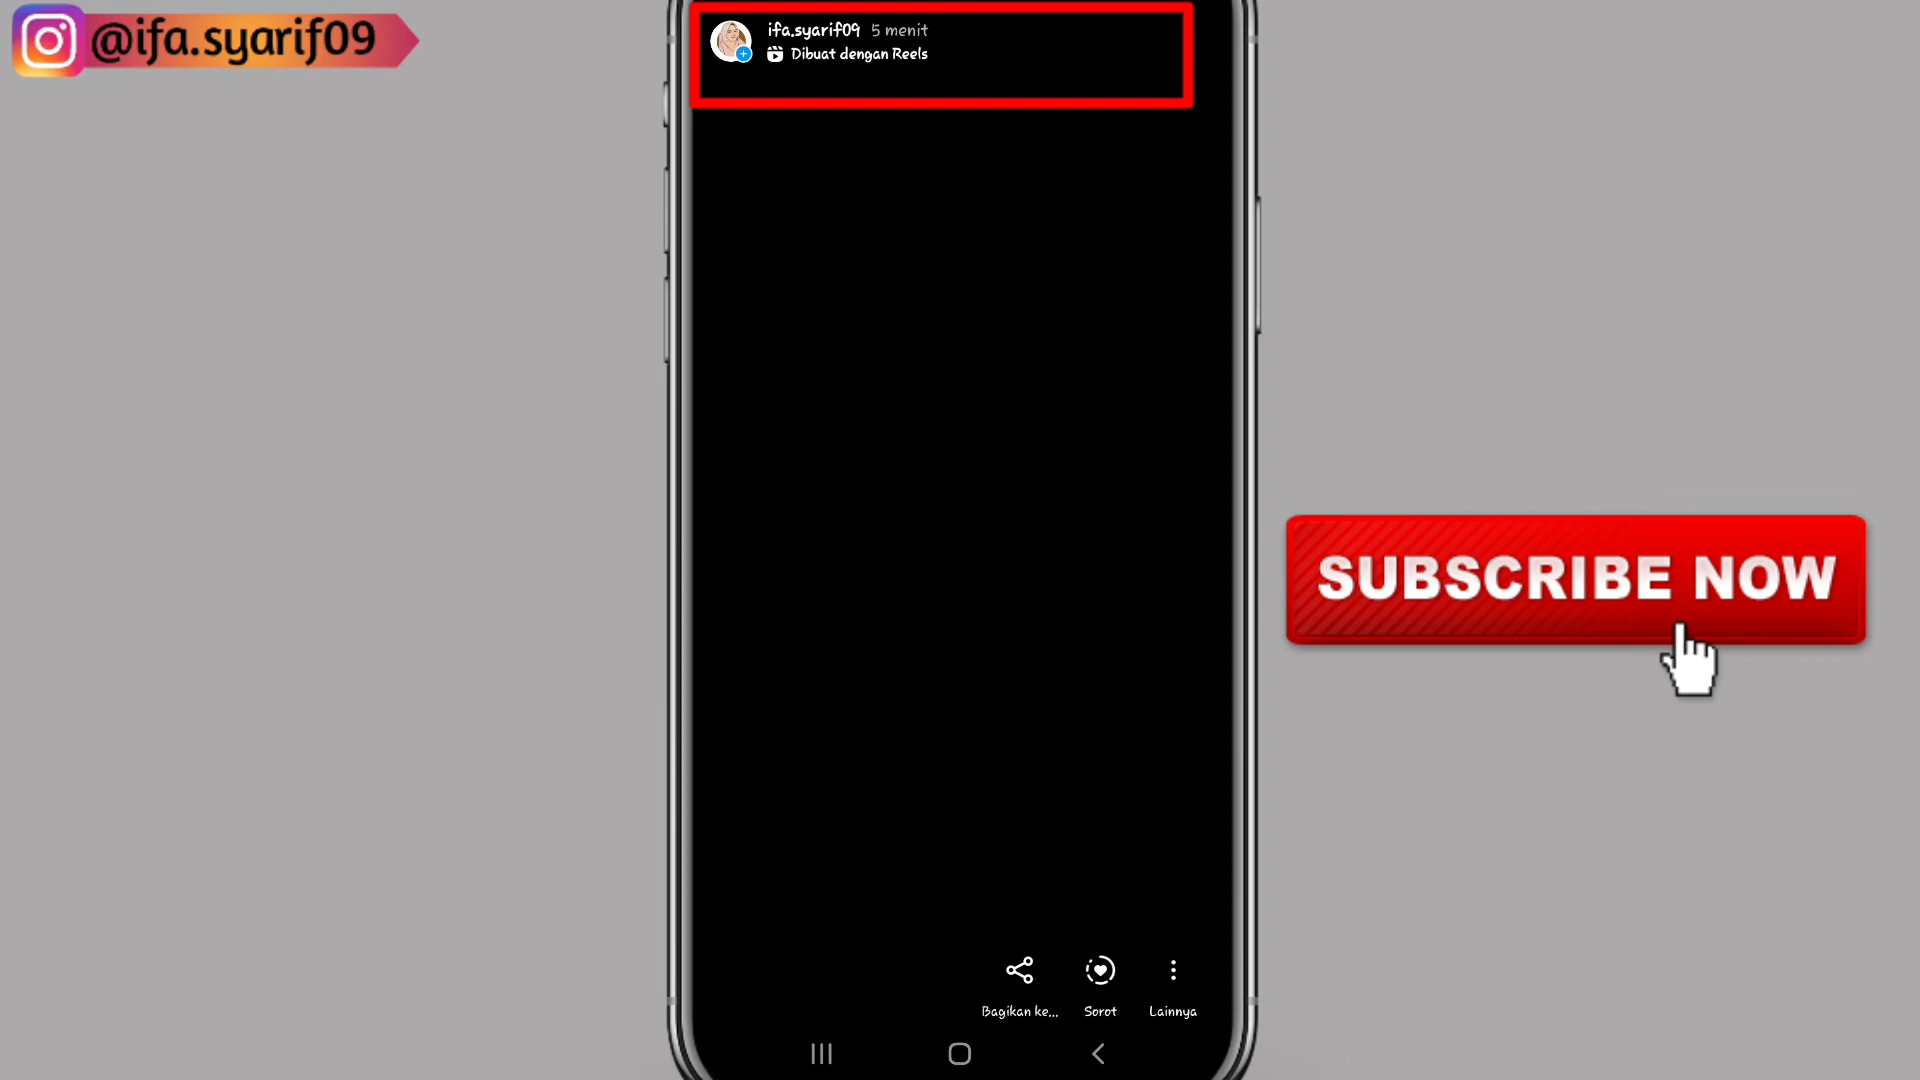 @ifa.syarif09
ifa.syarif09 5 menit
Dibuat dengan Reels
SUBSCRIBE NOW
Bagikan ke...
Sorot
Lainnya